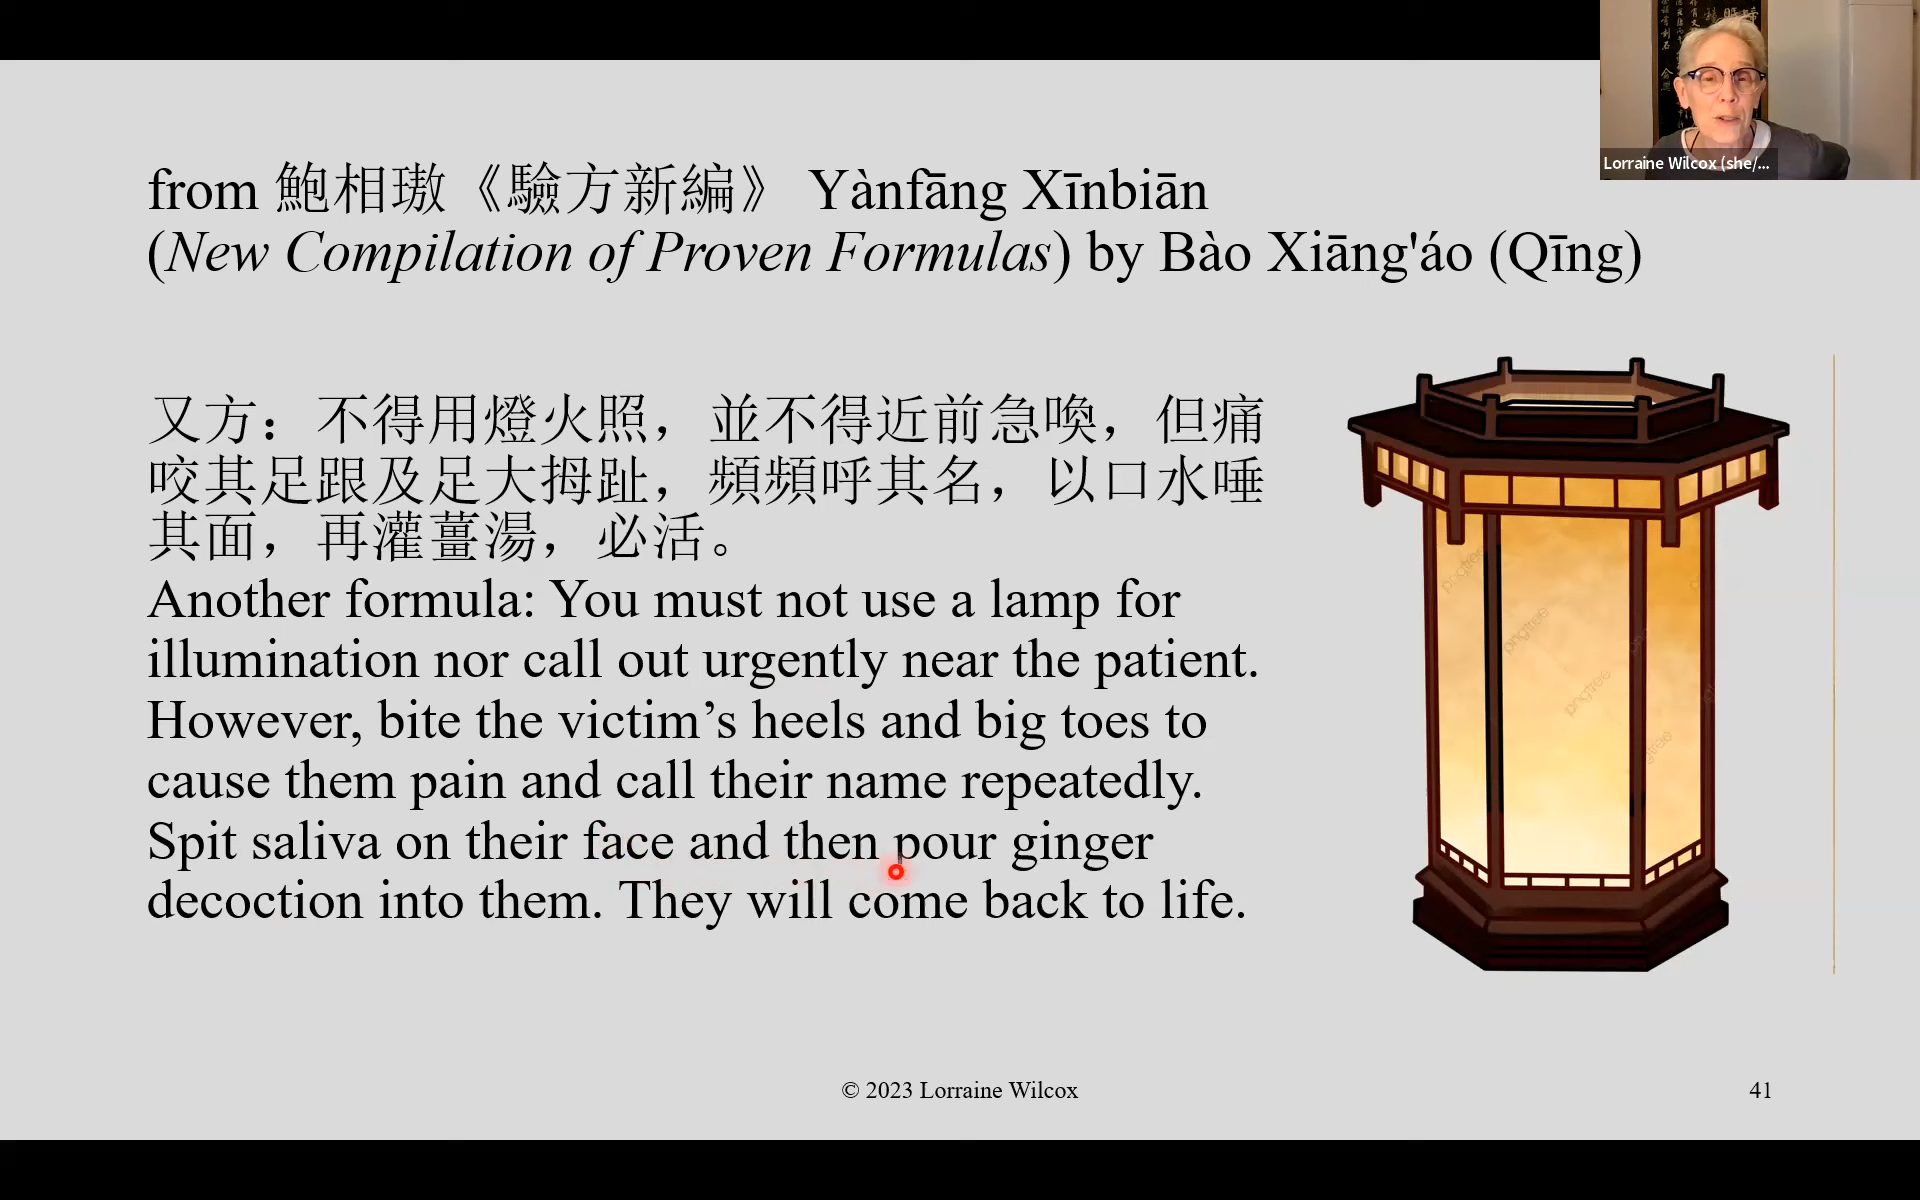 from 鮑相璈《驗方新編》 Yànfāng Xīnbiān
(New Compilation of Proven Formulas) by Bào Xiāng'áo (Qīng)
Lorraine Wilcox (she/...
又方：不得用燈火照，並不得近前急喚，但痛
咬其足跟及足大拇趾，頻頻呼其名，以口水唾
其面，再灌薑湯，必活。
Another formula: You must not use a lamp for
illumination nor call out urgently near the patient.
However, bite the victim’s heels and big toes to
cause them pain and call their name repeatedly.
Spit saliva on their face and then pour ginger
decoction into them. They will come back to life.
pngtree
pngtree
pngtree
© 2023 Lorraine Wilcox
41